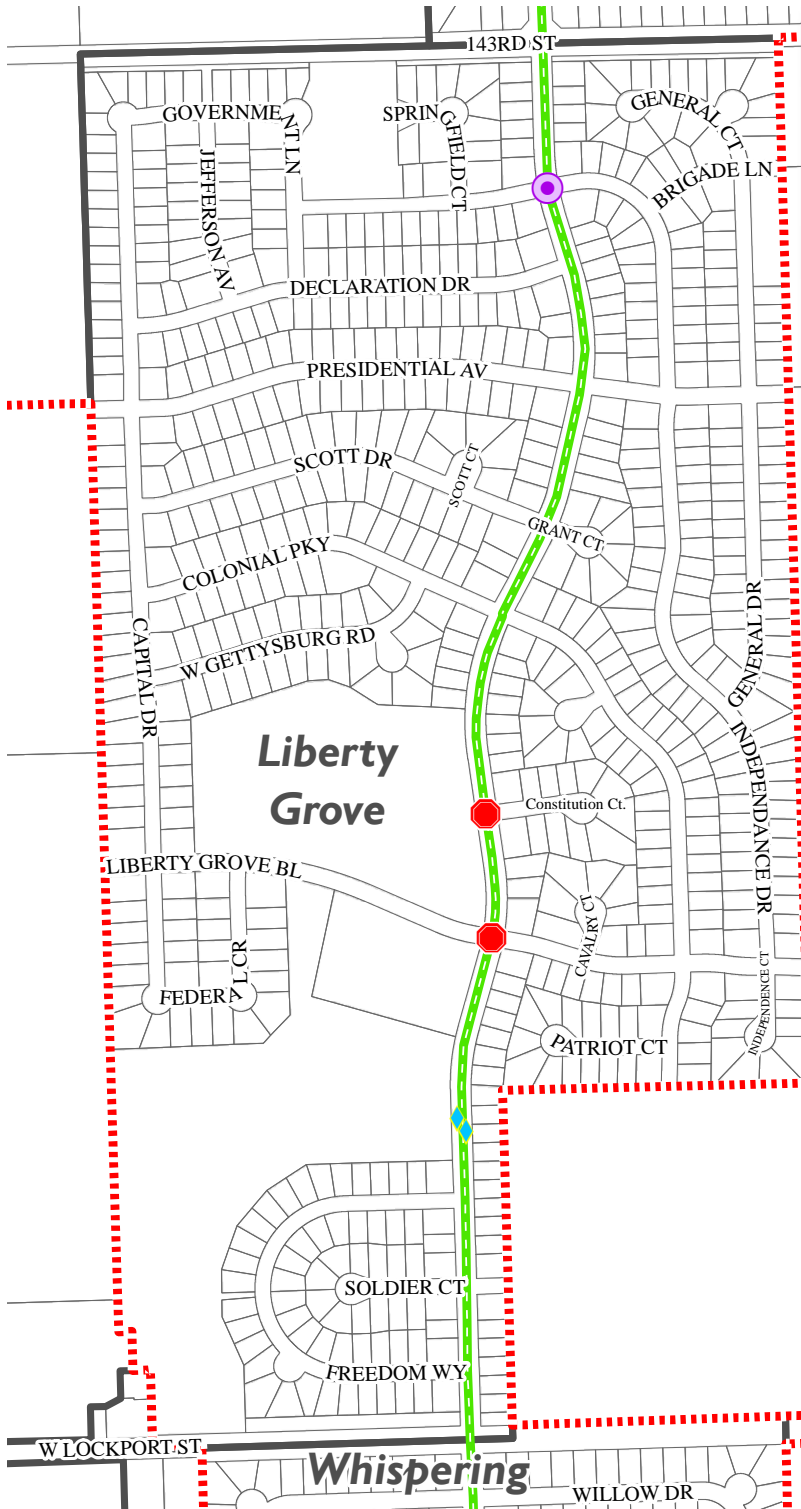 143RD ST
GOVERNMENT LN
SPRINGFIELD CT
GENERAL CT
JEFFERSON AV
BRIGADE LN
DECLARATION DR
PRESIDENTIAL AV
SCOTT DR
SCOTT CT
GRANT CT
COLONIAL PKY
CAPITAL DR
W GETTYSBURG RD
GENERAL DR
Liberty
Grove
INDEPENDANCE DR
Constitution Ct.
LIBERTY GROVE BL
CAVALRY CT.
FEDERAL CR
INDEPENDENCE CT
PATRIOT CT
SOLDIER CT
FREEDOM WY
W LOCKPORT ST
Whispering
WILLOW DR